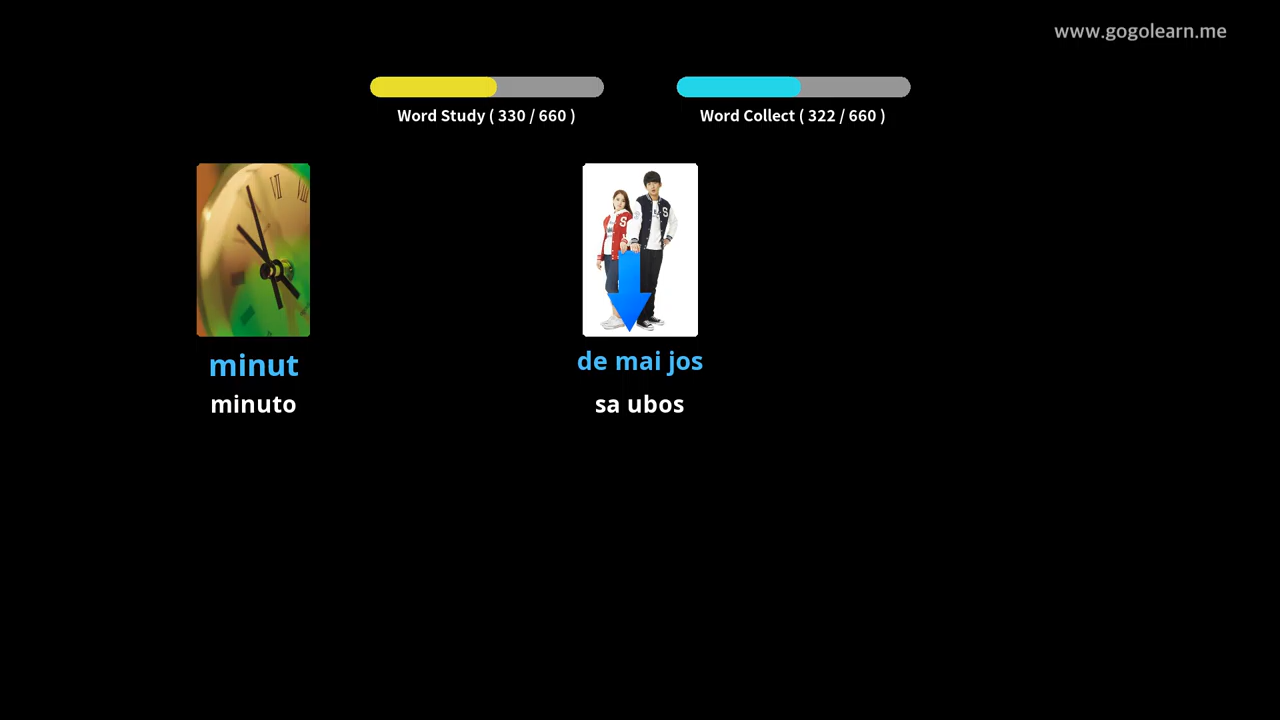 www.gogolearn.me
Word Study ( 330 / 660 )
Word Collect ( 322 / 660 )
S
S
minut
de mai jos
minuto
sa ubos